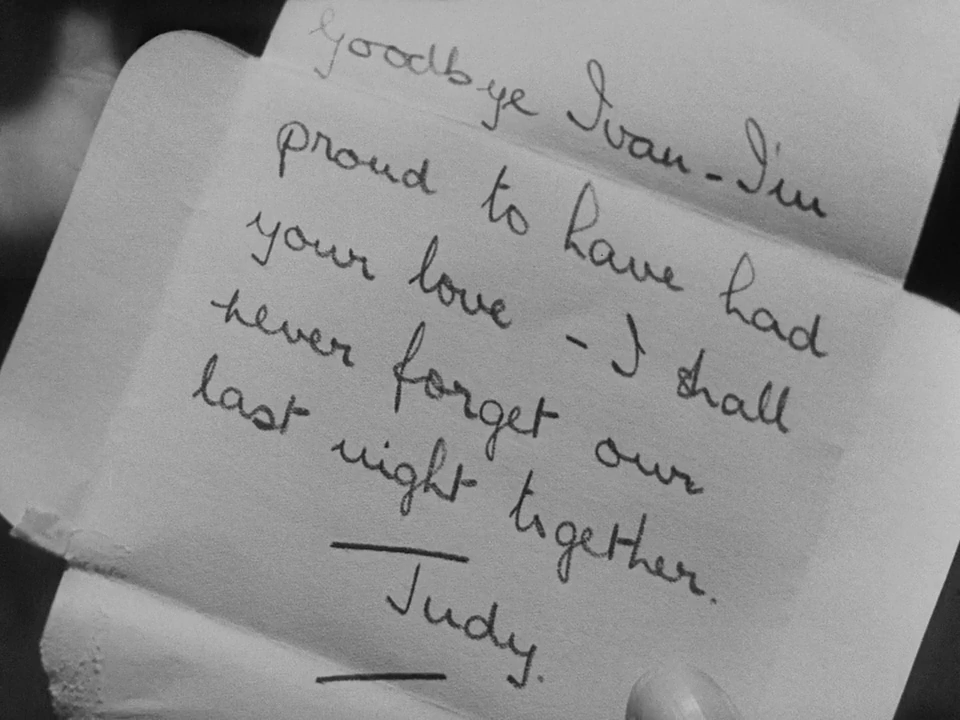 Goodbye Ivan - I'm
proud to have had
your love - I shall
never forget our
last night together.
Judy.